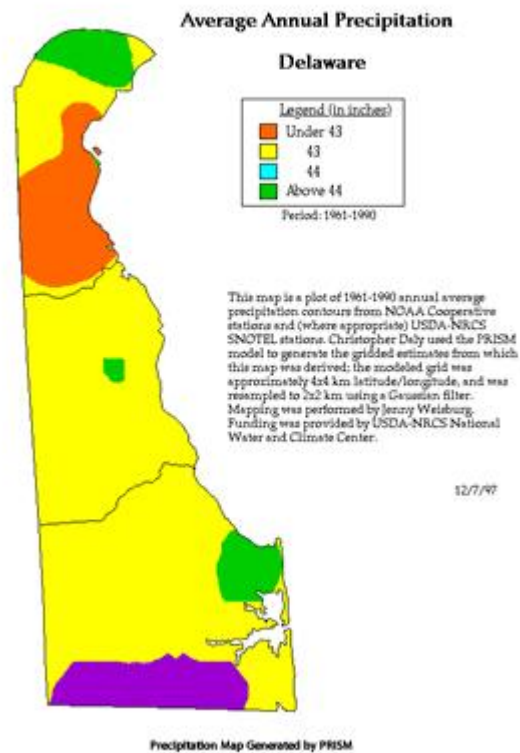 Average Annual Precipitation
Delaware
Legend (in inches)
Under 43
43
44
Above 44
Period: 1961-1990
This map is a plot of 1961-1990 annual average
precipitation contours from NOAA Cooperative
stations and (where appropriate) USDA-NRCS
SNOTEL stations. Christopher Daly used the PRISM
model to generate the gridded estimates from which
this map was derived; the modeled grid was
approximately 4x4 km latitude/longitude, and was
resampled to 2x2 km using a Gaussian filter.
Mapping was performed by Jenny Weisburg.
Funding was provided by USDA-NRCS National
Water and Climate Center.
12/7/97
Precipitation Map Generated by PRISM